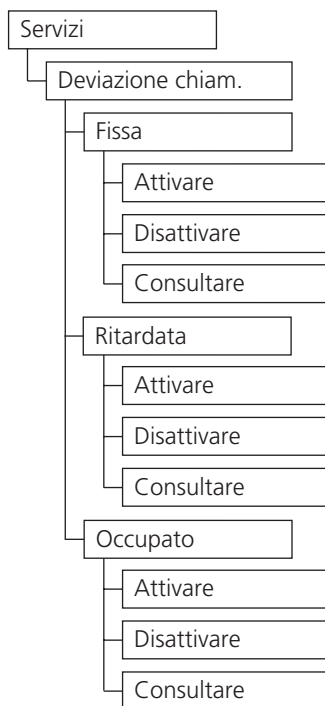 Servizi
Deviazione chiam.
Fissa
Attivare
Disattivare
Consultare
Ritardata
Attivare
Disattivare
Consultare
Occupato
Attivare
Disattivare
Consultare